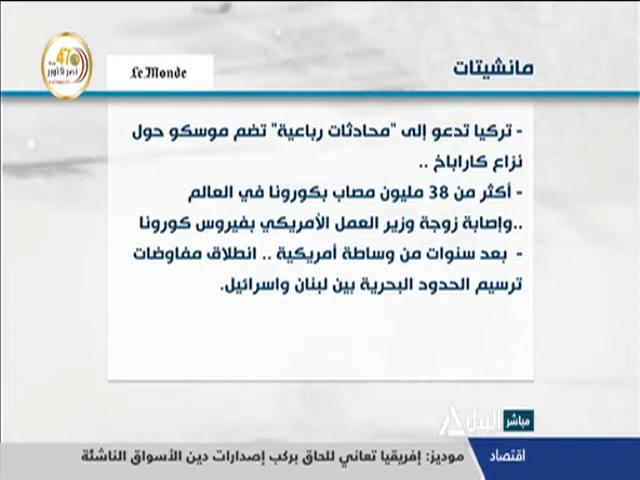 مانشيتات
Le Monde
47
- تركيا تدعو إلى "محادثات رباعية" تضم موسكو حول
نزاع كاراباخ ..
- أكثر من 38 مليون مصاب بكورونا في العالم
..وإصابة زوجة وزير العمل الأمريكي بفيروس كورونا
- بعد سنوات من وساطة أمريكية .. انطلاق مفاوضات
ترسيم الحدود البحرية بين لبنان واسرائيل.
مباشر النيل
اقتصاد
موديز: إفريقيا تعاني للحاق بركب إصدارات دين الأسواق الناشئة